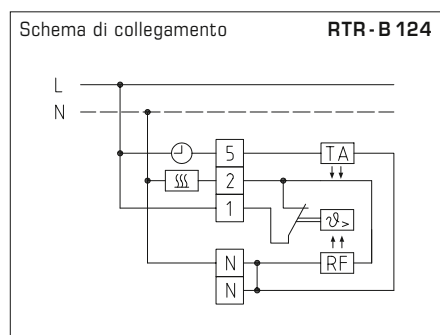 Schema di collegamento RTR-B 124
L
N
5 TA
2
1 ϑ>
N RF
N